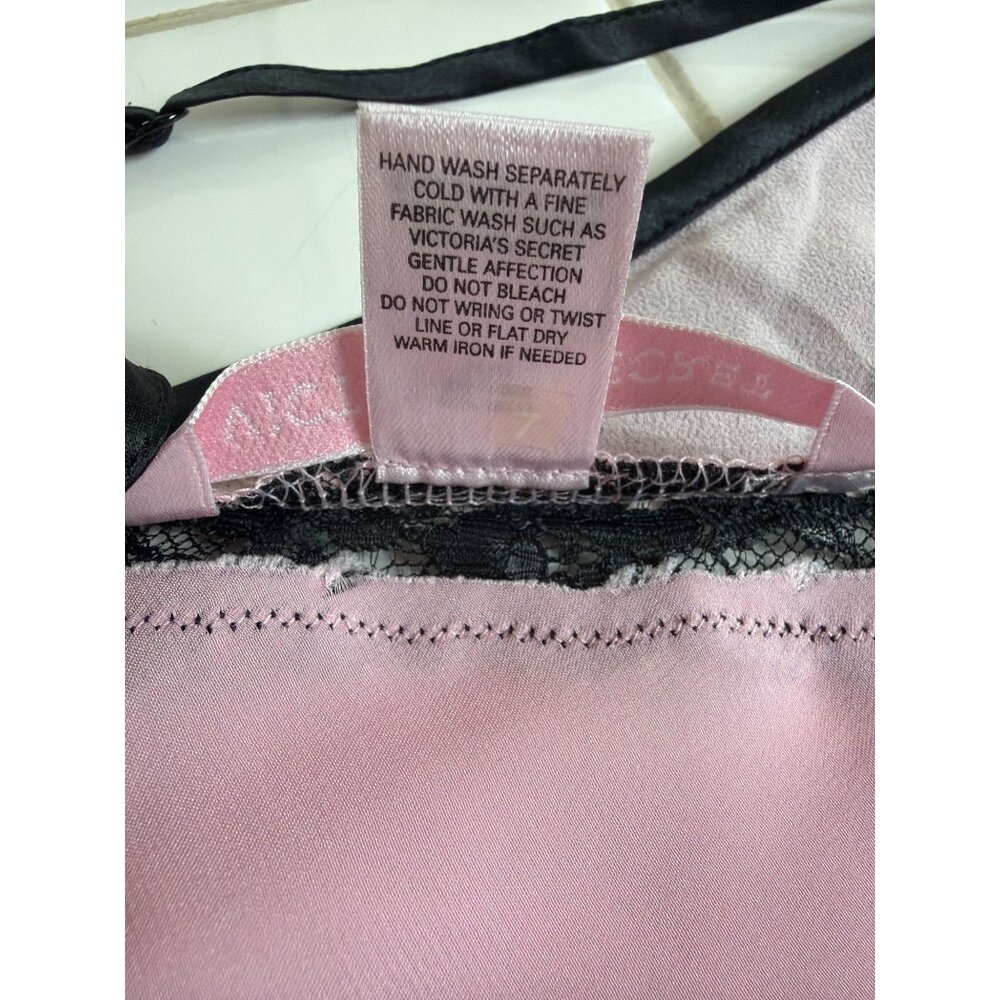 HAND WASH SEPARATELY
COLD WITH A FINE
FABRIC WASH SUCH AS
VICTORIA'S SECRET
GENTLE AFFECTION
DO NOT BLEACH
DO NOT WRING OR TWIST
LINE OR FLAT DRY
WARM IRON IF NEEDED